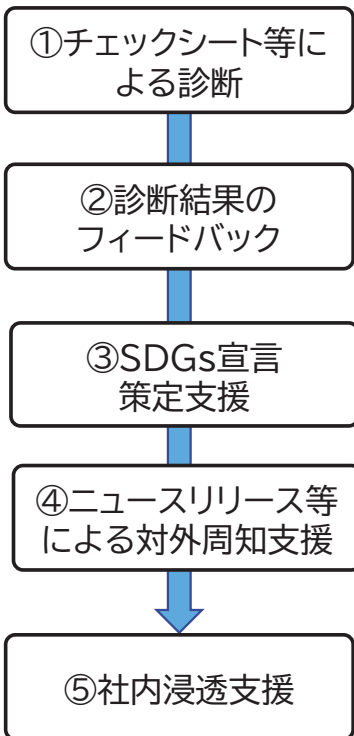 ①チェックシート等に
よる診断
②診断結果の
フィードバック
③SDGs宣言
策定支援
④ニュースリリース等
による対外周知支援
⑤社内浸透支援